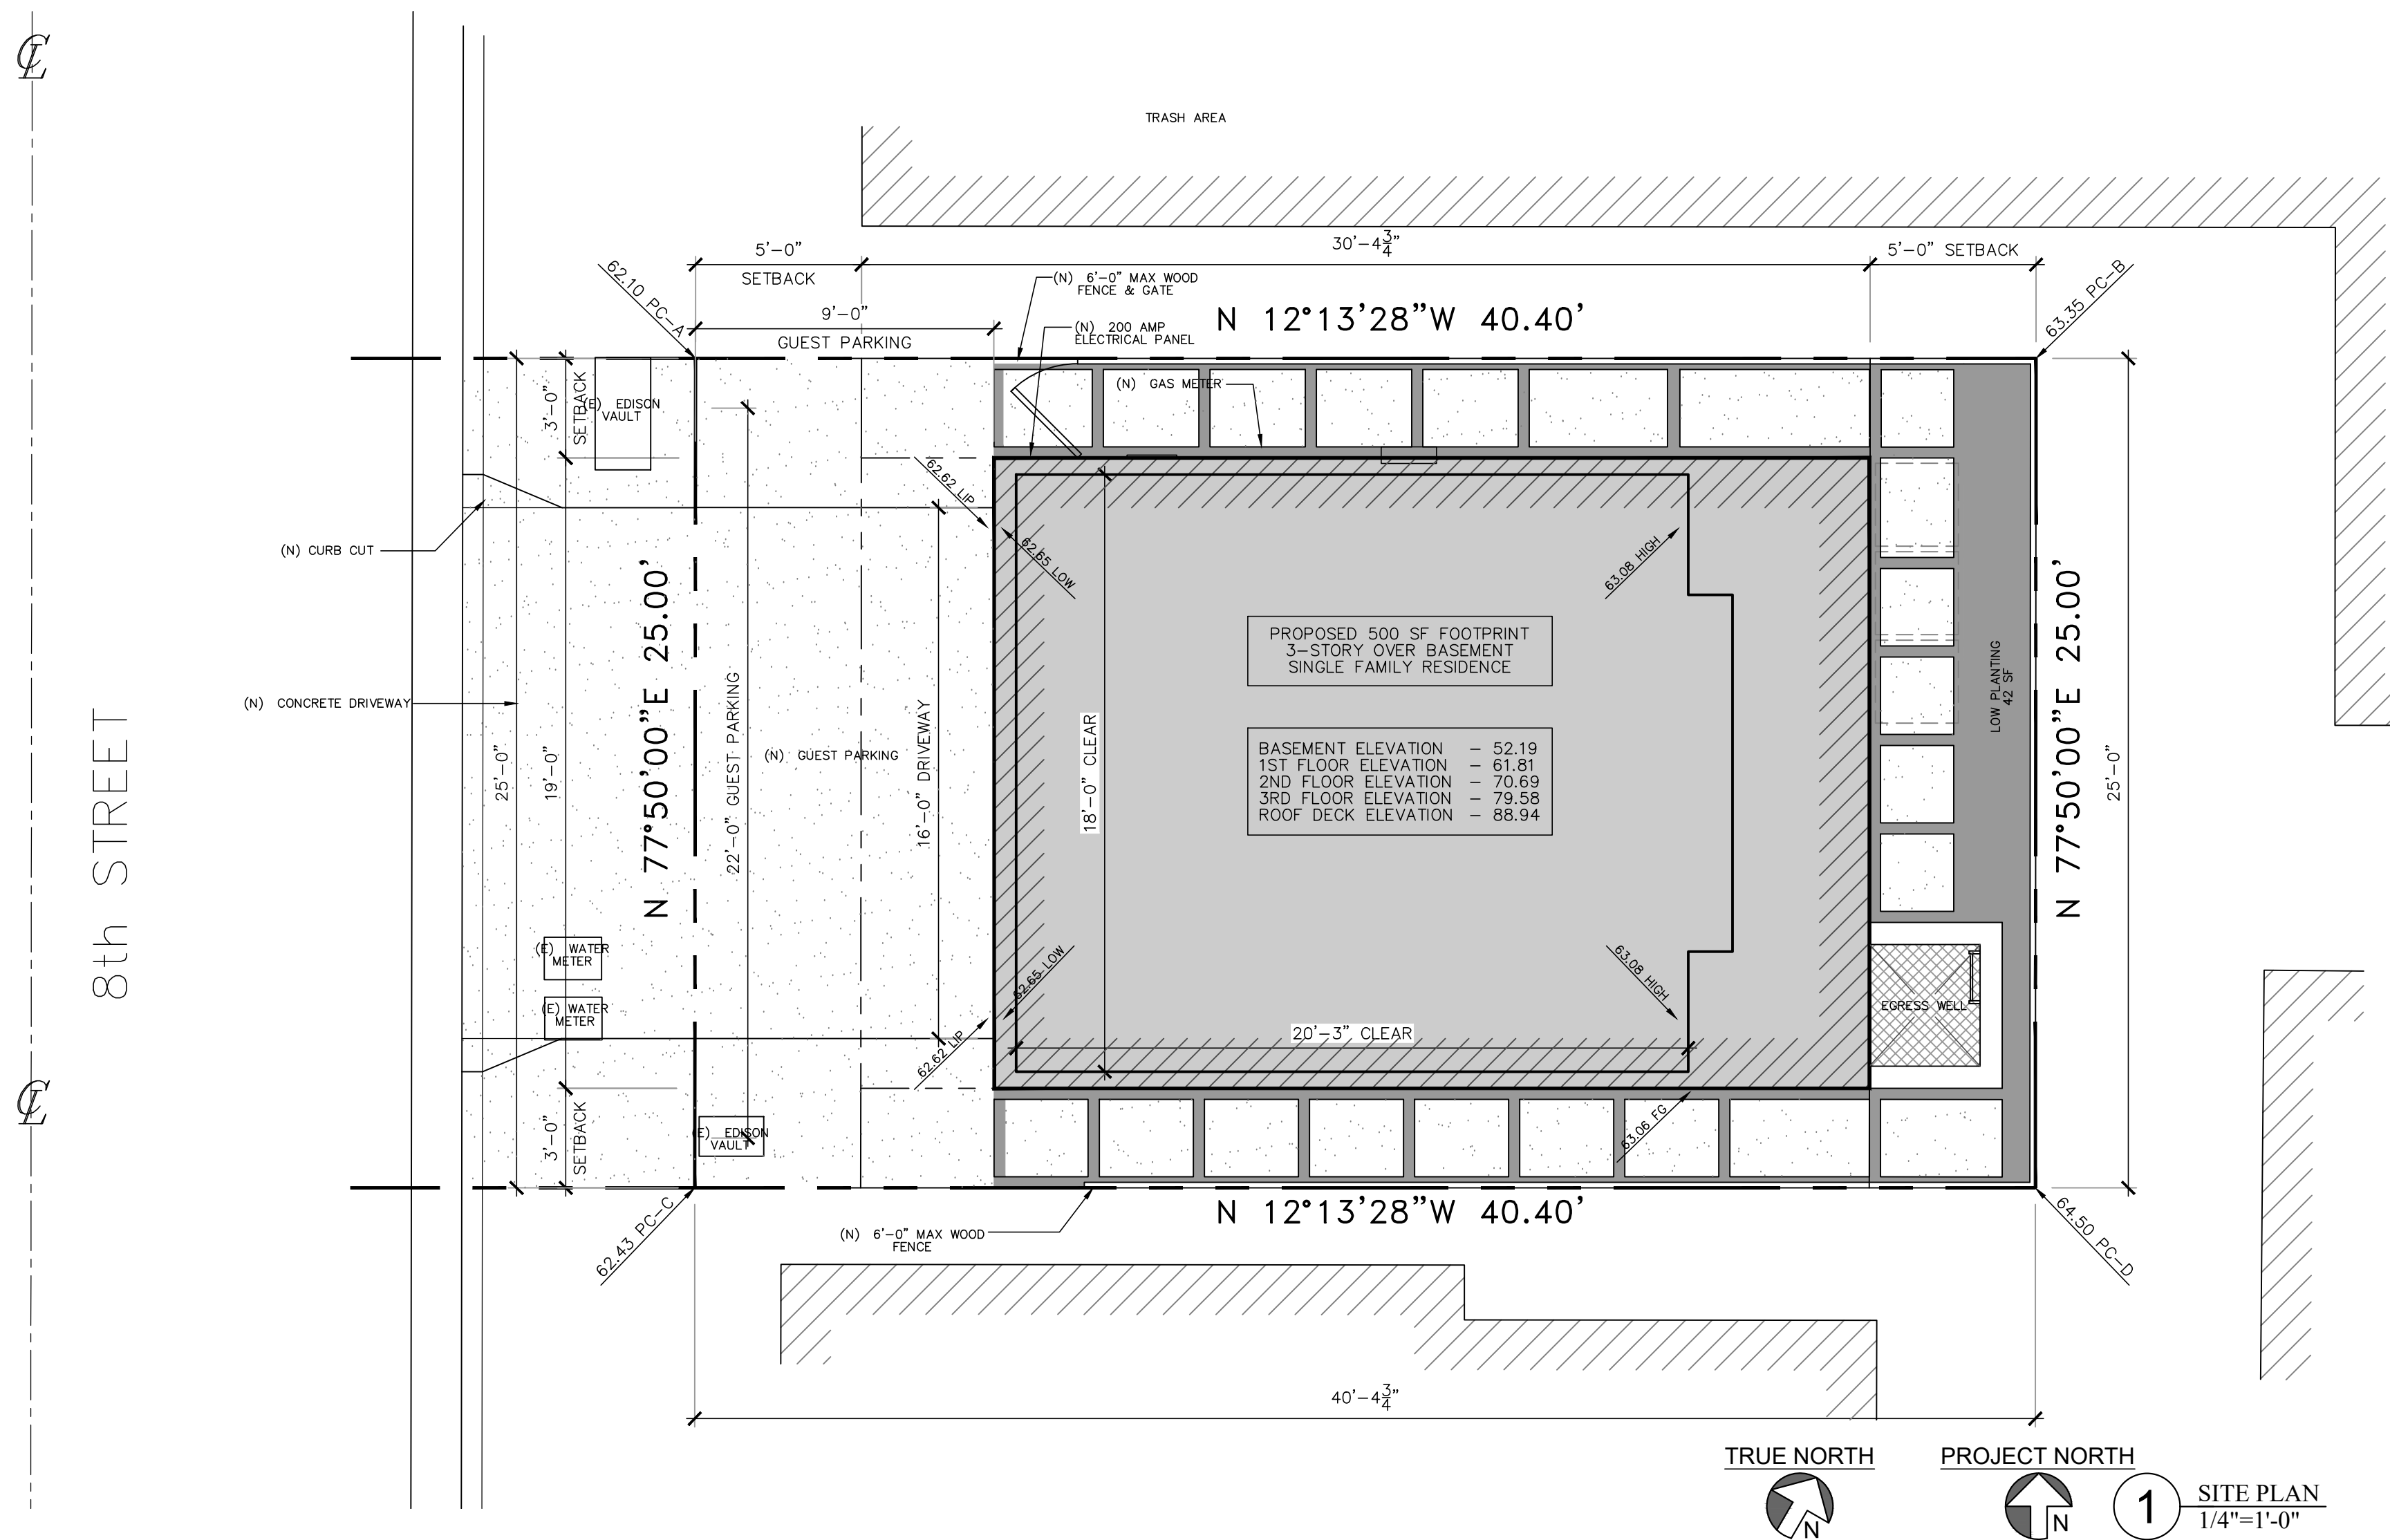 ℄
TRASH AREA
5'-0"
SETBACK
30'-4 3/4"
5'-0" SETBACK
62.10 PC-A
(N) 6'-0" MAX WOOD
FENCE & GATE
63.35 PC-B
9'-0"
GUEST PARKING
(N) 200 AMP
ELECTRICAL PANEL
N 12°13'28"W 40.40'
3'-0"
SETBACK
(E) EDISON
VAULT
(N) GAS METER
62.62 LIP
62.65 LOW
63.08 HIGH
(N) CURB CUT
N 77°50'00"E 25.00'
PROPOSED 500 SF FOOTPRINT
3-STORY OVER BASEMENT
SINGLE FAMILY RESIDENCE
LOW PLANTING
42 SF
N 77°50'00"E 25.00'
(N) CONCRETE DRIVEWAY
8th STREET
25'-0"
19'-0"
22'-0" GUEST PARKING
(N) GUEST PARKING
16'-0" DRIVEWAY
18'-0" CLEAR
BASEMENT ELEVATION - 52.19
1ST FLOOR ELEVATION - 61.81
2ND FLOOR ELEVATION - 70.69
3RD FLOOR ELEVATION - 79.58
ROOF DECK ELEVATION - 88.94
25'-0"
(E) WATER
METER
(E) WATER
METER
62.65 LOW
63.08 HIGH
EGRESS WELL
20'-3" CLEAR
62.62 LIP
℄
3'-0"
SETBACK
(E) EDISON
VAULT
63.06 FG
N 12°13'28"W 40.40'
(N) 6'-0" MAX WOOD
FENCE
62.43 PC-C
64.50 PC-D
40'-4 3/4"
TRUE NORTH
N
PROJECT NORTH
N
1
SITE PLAN
1/4"=1'-0"